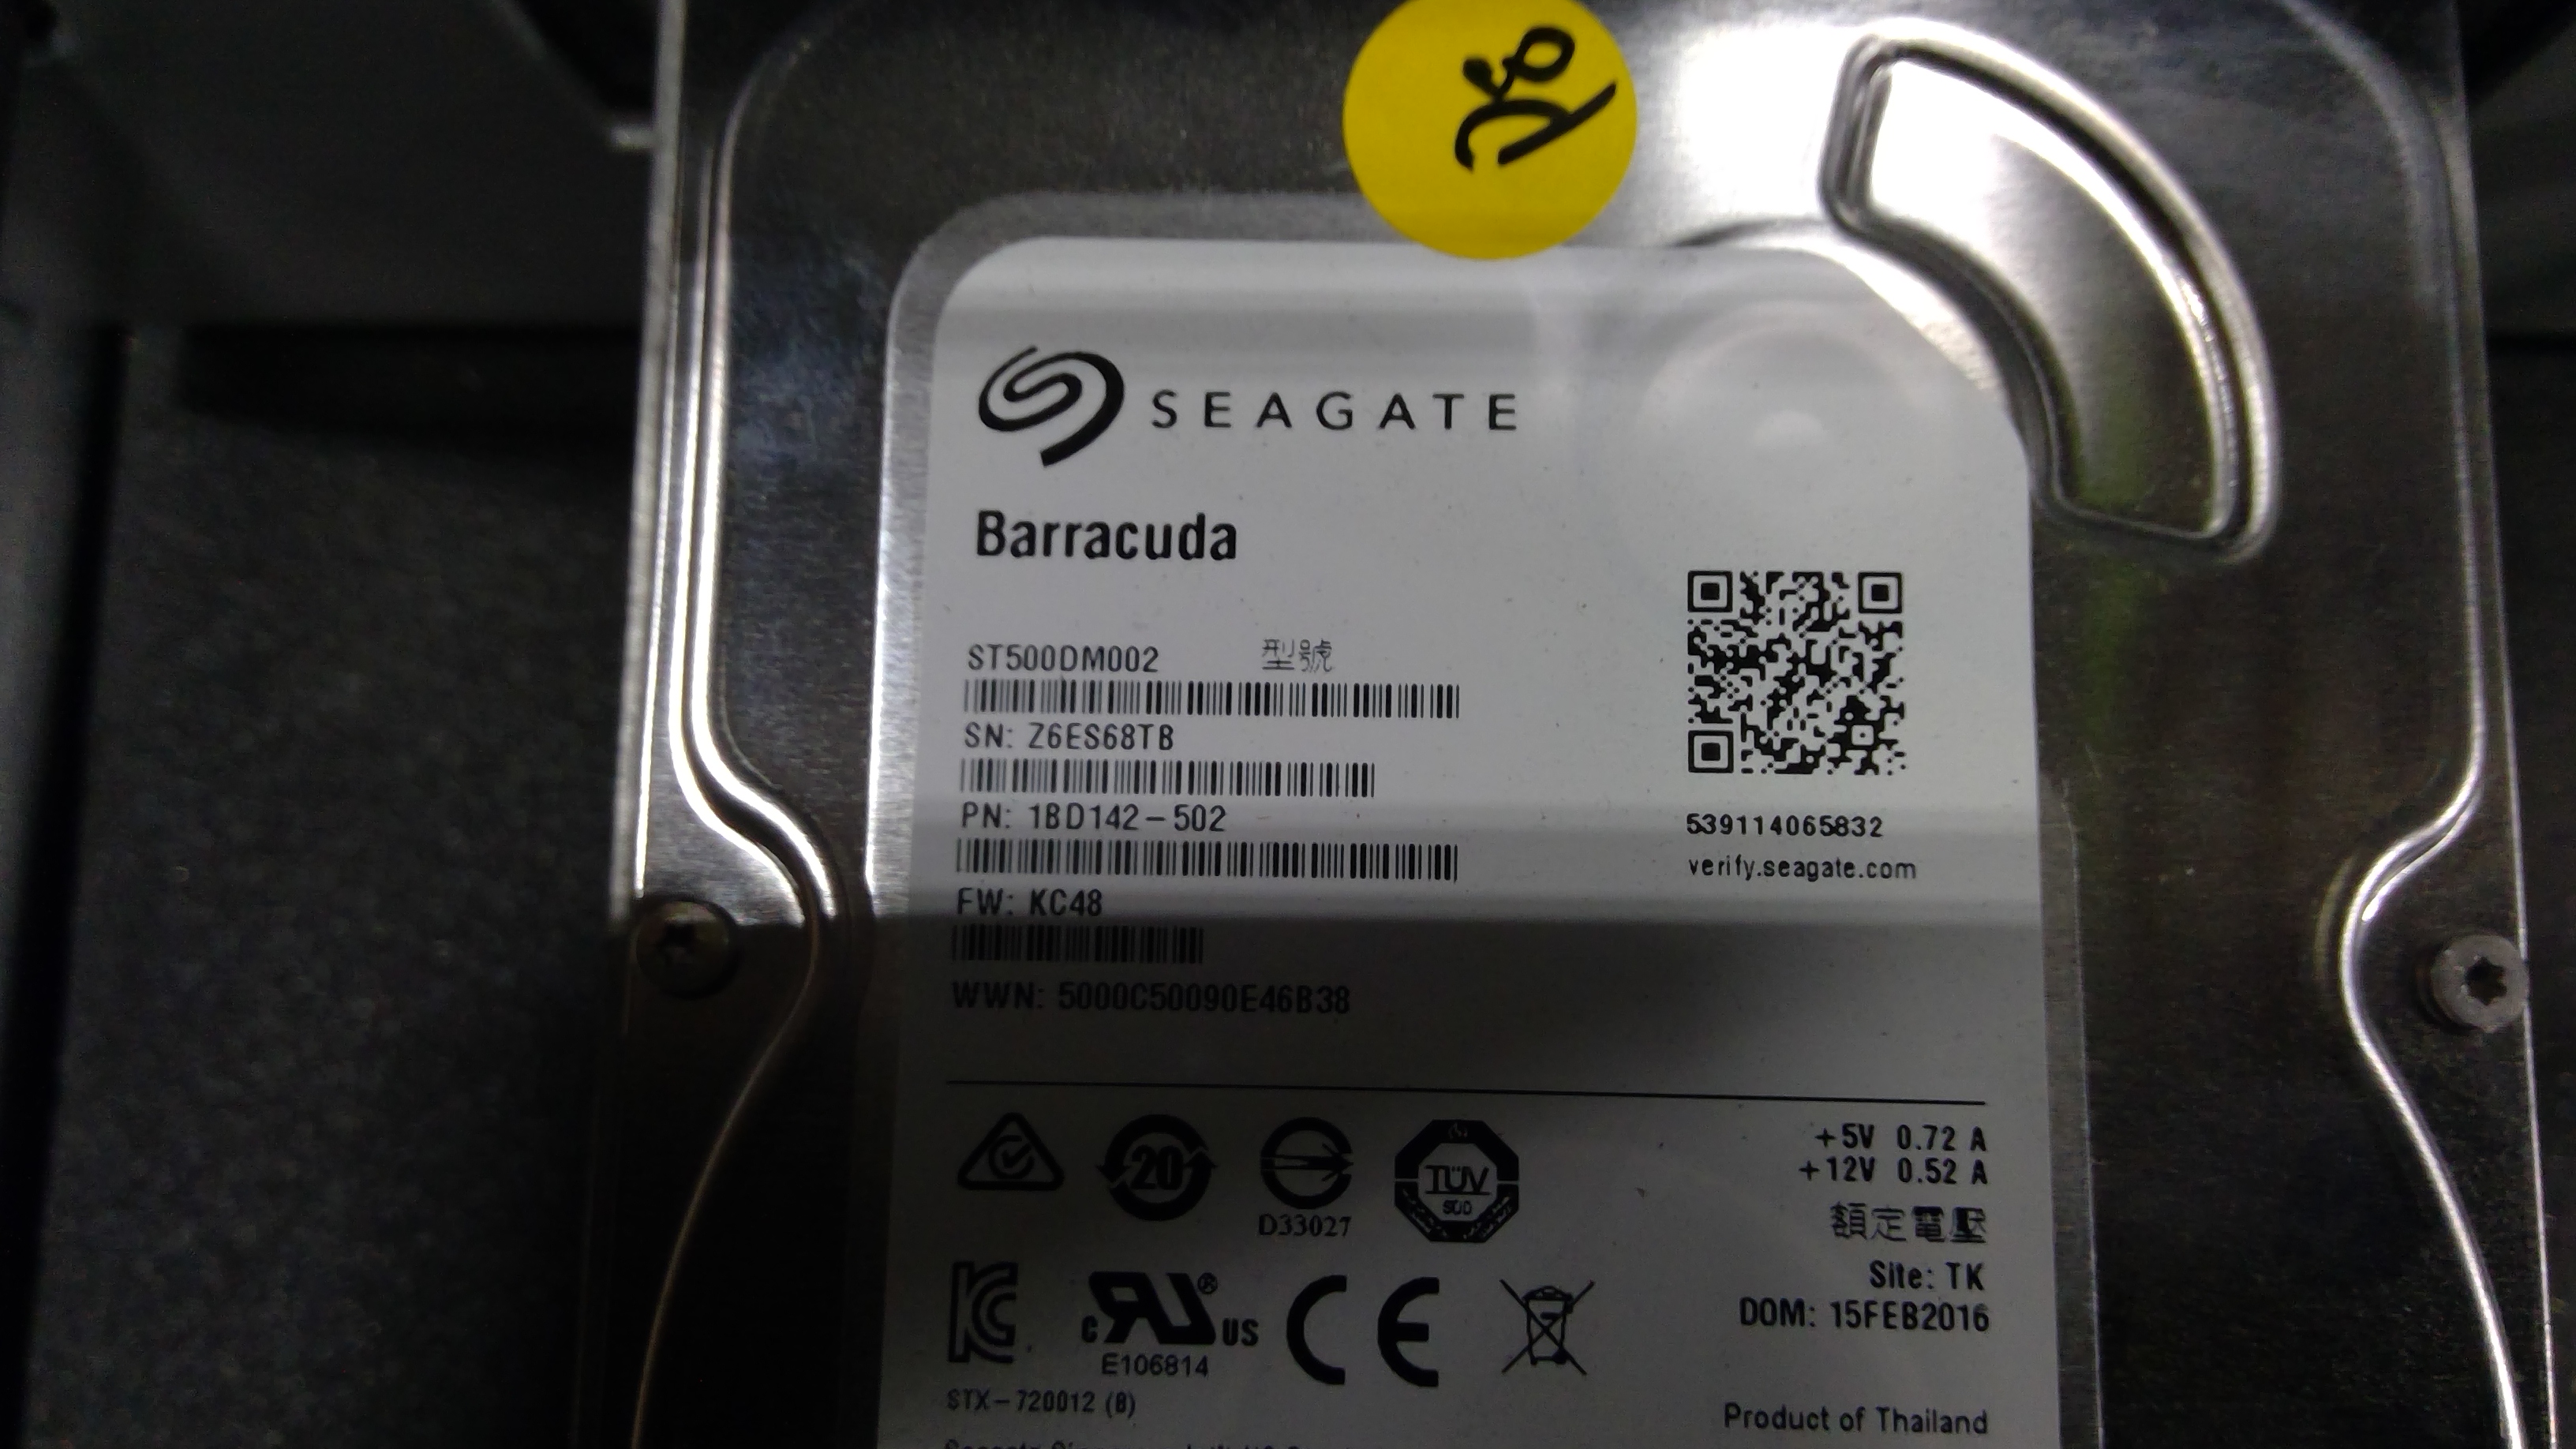 SEAGATE
Barracuda
ST500DM002 型號
SN: Z6ES68TB
PN: 1BD142-502
FW: KC48
WWN: 5000C50090E46B38
539114065832
verify.seagate.com
20
D33027
TÜV
SÜD
+5V 0.72 A
+12V 0.52 A
額定電壓
Site: TK
DOM: 15FEB2016
c US ®
E106814
CE
STX-720012 (B)
Product of Thailand